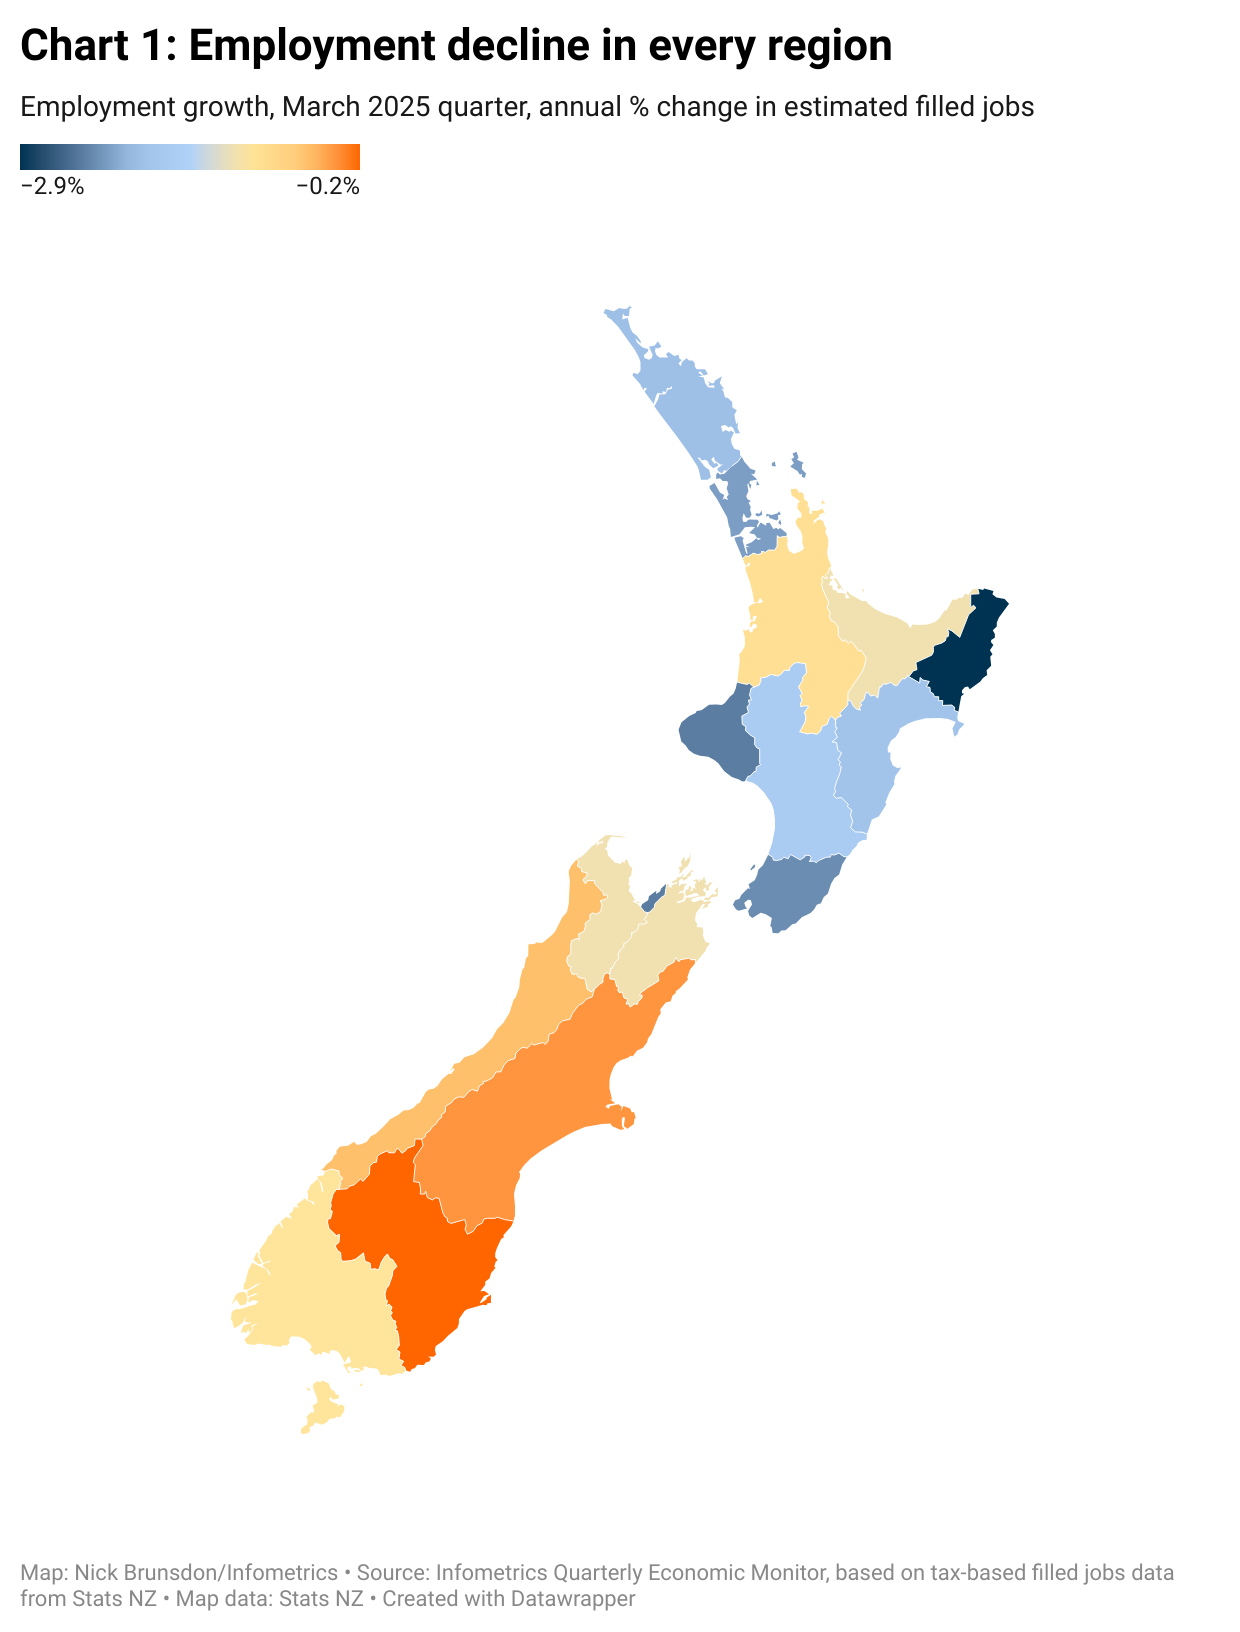 Chart 1: Employment decline in every region
Employment growth, March 2025 quarter, annual % change in estimated filled jobs
−2.9% −0.2%
Map: Nick Brunsdon/Infometrics • Source: Infometrics Quarterly Economic Monitor, based on tax-based filled jobs data
from Stats NZ • Map data: Stats NZ • Created with Datawrapper